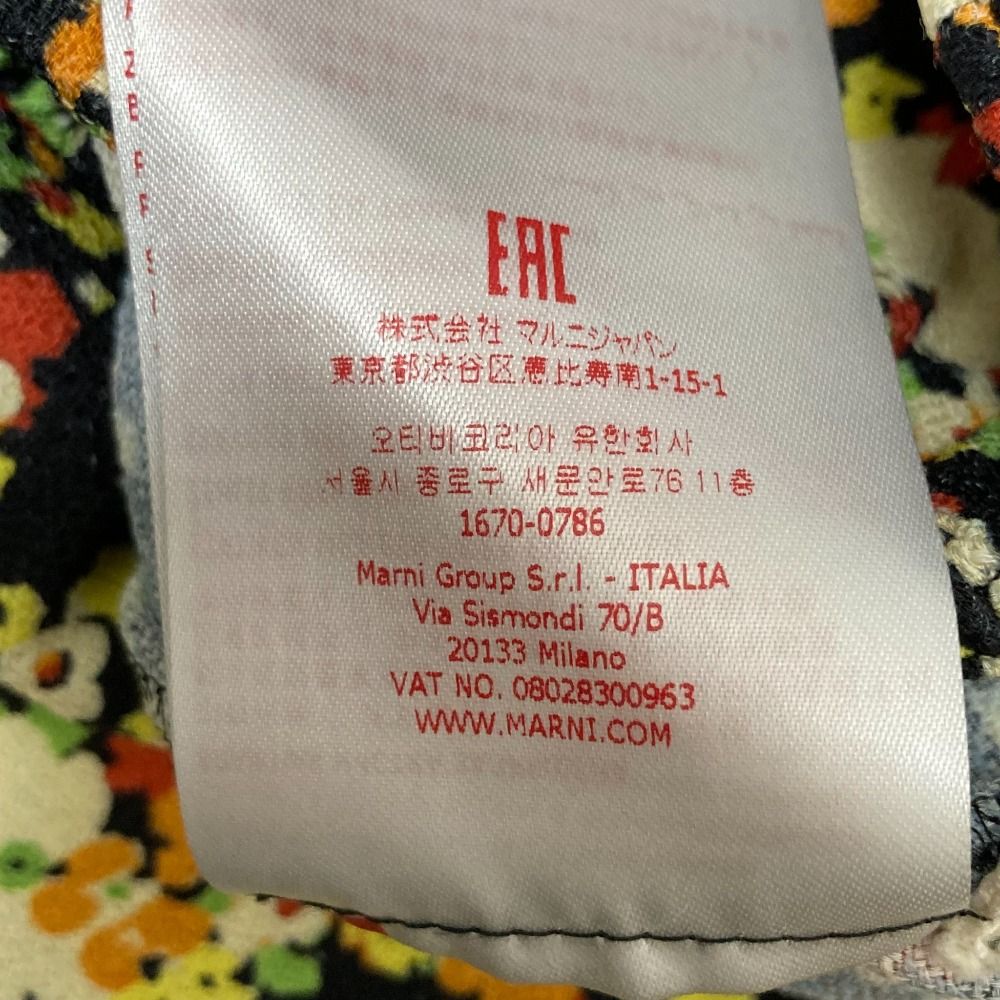 EAC
株式会社 マルニジャパン
東京都渋谷区恵比寿南1-15-1
오티비코리아 유한회사
서울시 종로구 새문안로76 11층
1670-0786
Marni Group S.r.l. - ITALIA
Via Sismondi 70/B
20133 Milano
VAT NO. 08028300963
WWW.MARNI.COM